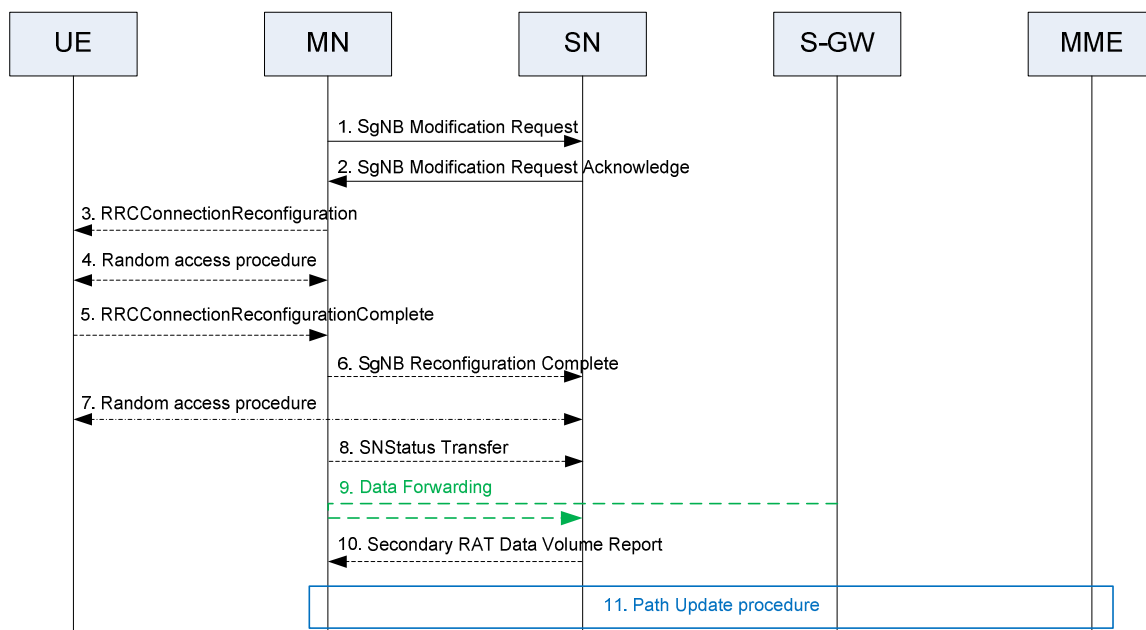 UE MN SN S-GW MME
1. SgNB Modification Request
2. SgNB Modification Request Acknowledge
3. RRCConnectionReconfiguration
4. Random access procedure
5. RRCConnectionReconfigurationComplete
6. SgNB Reconfiguration Complete
7. Random access procedure
8. SNStatus Transfer
9. Data Forwarding
10. Secondary RAT Data Volume Report
11. Path Update procedure